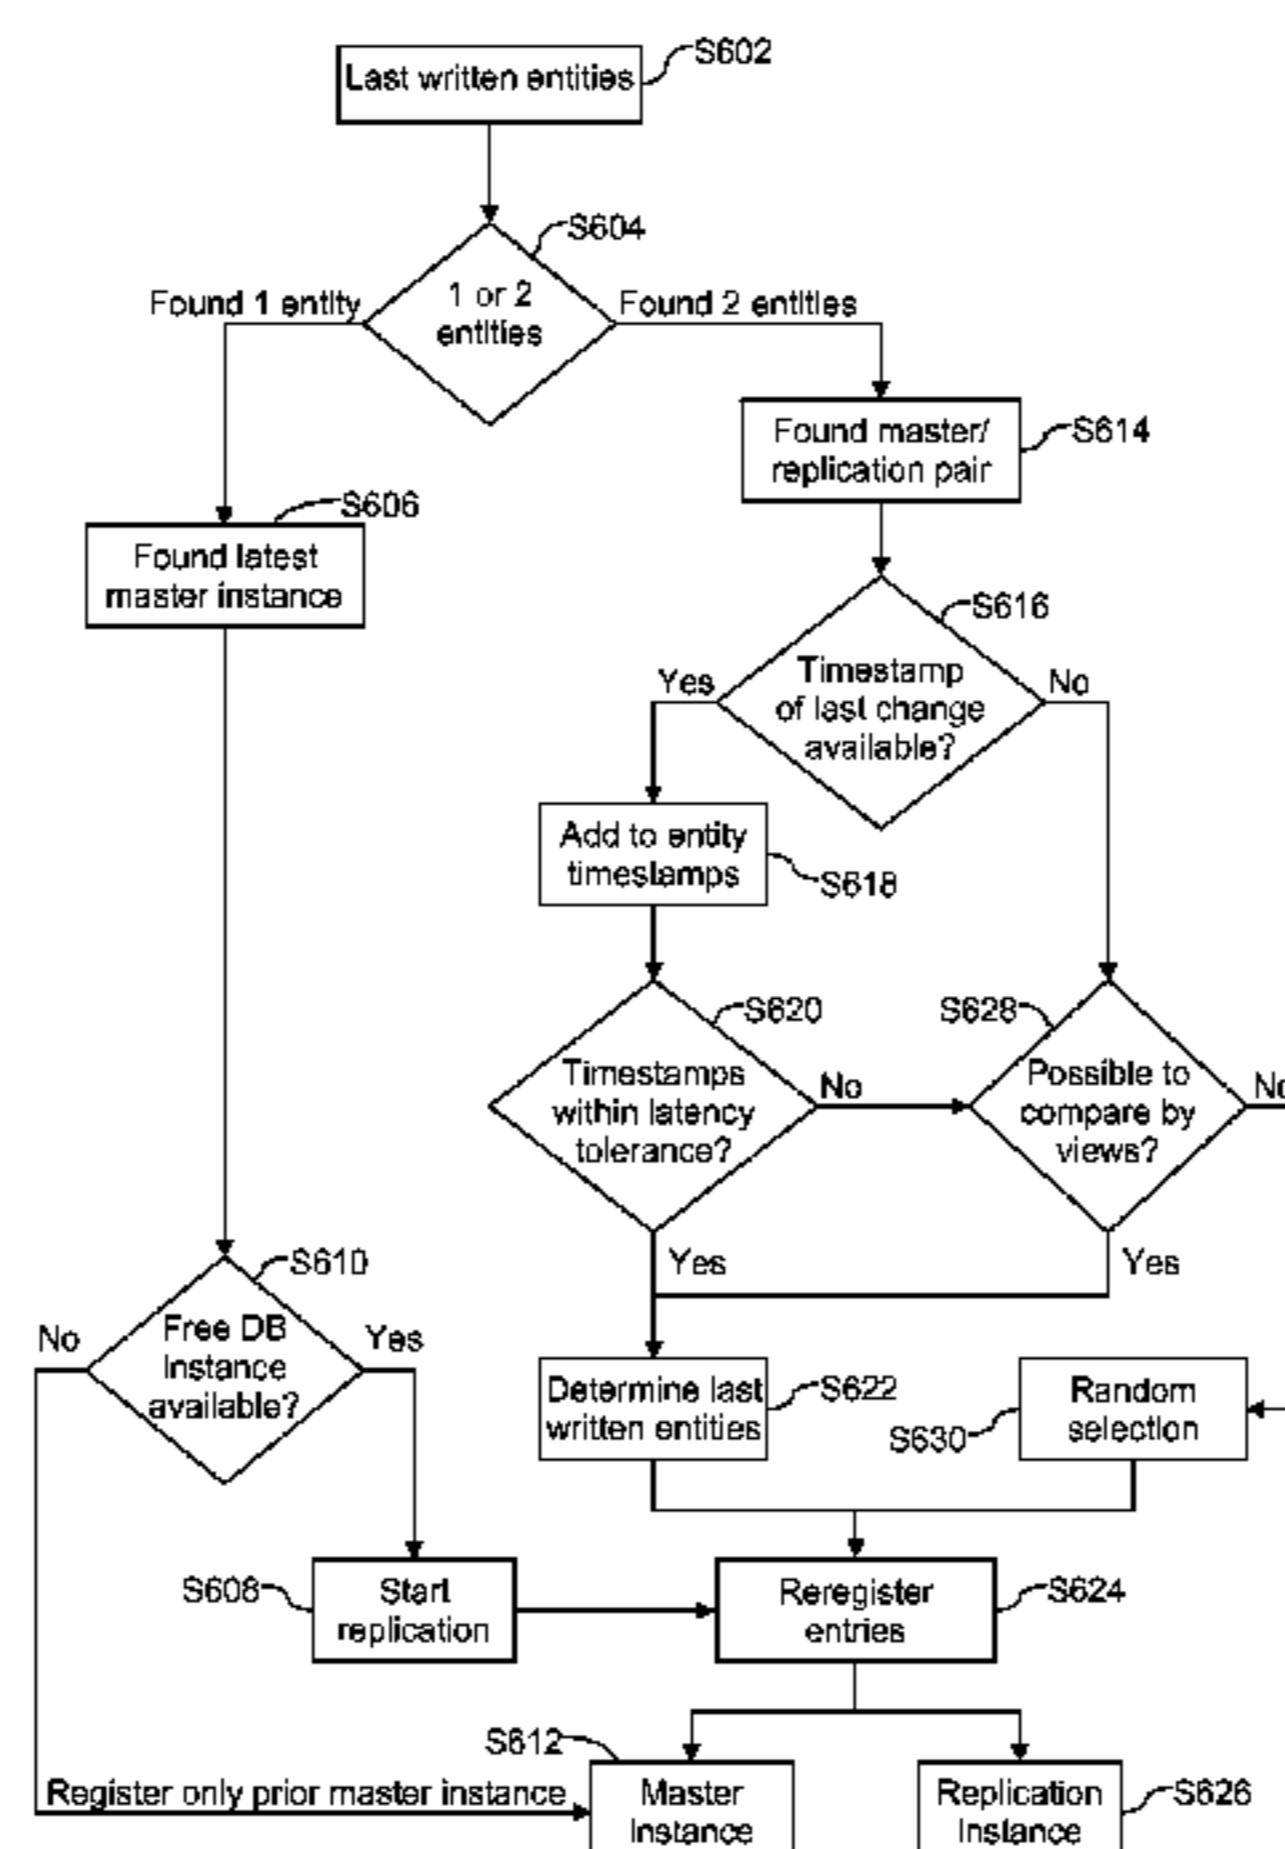 Last written entities
S602
S604
1 or 2
entities
Found 1 entity
Found 2 entities
Found master/
replication pair
S614
S606
Found latest
master instance
S616
Timestamp
of last change
available?
Yes
No
Add to entity
timestamps
S618
S620
Timestamps
within latency
tolerance?
No
S628
Possible to
compare by
views?
No
Yes
Yes
S610
Free DB
Instance
available?
No
Yes
Determine last
written entities
S622
Random
selection
S630
S608
Start
replication
Reregister
entries
S624
S612
Register only prior master instance
Master
Instance
Replication
Instance
S626